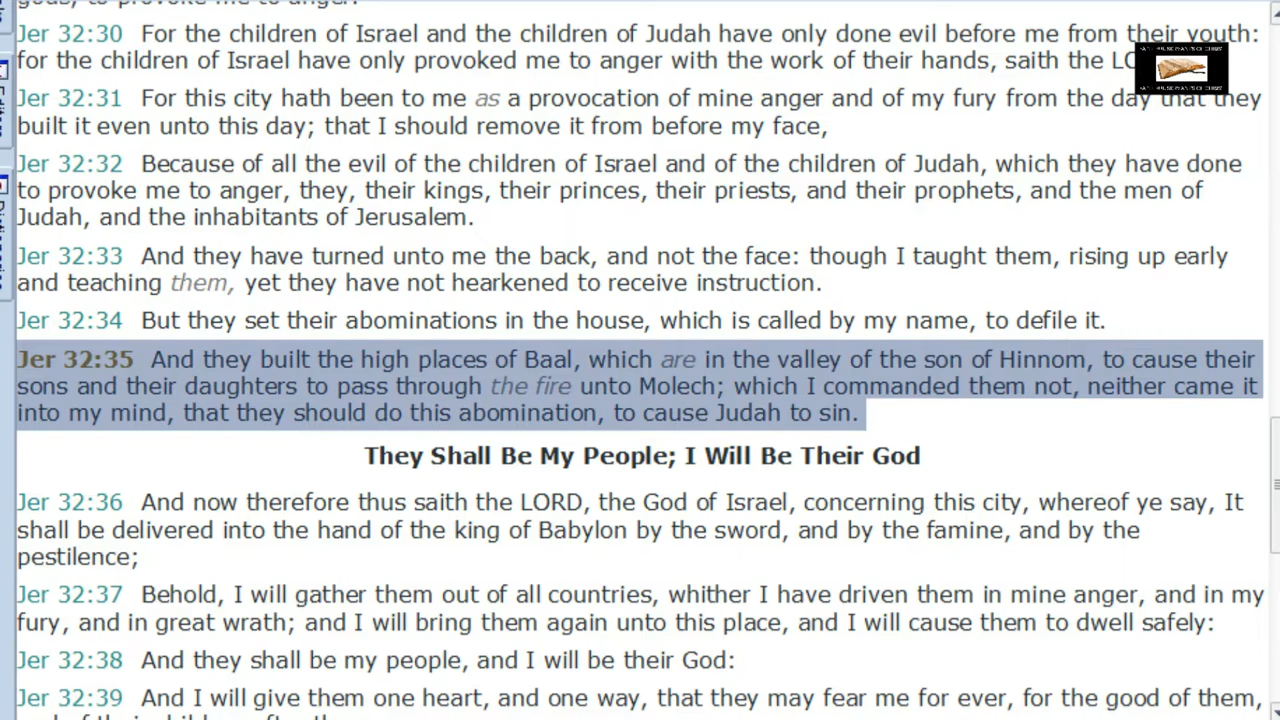 gods, to provoke me to anger.
Jer 32:30 For the children of Israel and the children of Judah have only done evil before me from their youth:
for the children of Israel have only provoked me to anger with the work of their hands, saith the LO
Jer 32:31 For this city hath been to me as a provocation of mine anger and of my fury from the day that they
built it even unto this day; that I should remove it from before my face,
Jer 32:32 Because of all the evil of the children of Israel and of the children of Judah, which they have done
to provoke me to anger, they, their kings, their princes, their priests, and their prophets, and the men of
Judah, and the inhabitants of Jerusalem.
Jer 32:33 And they have turned unto me the back, and not the face: though I taught them, rising up early
and teaching them, yet they have not hearkened to receive instruction.
Jer 32:34 But they set their abominations in the house, which is called by my name, to defile it.
Jer 32:35 And they built the high places of Baal, which are in the valley of the son of Hinnom, to cause their
sons and their daughters to pass through the fire unto Molech; which I commanded them not, neither came it
into my mind, that they should do this abomination, to cause Judah to sin.
They Shall Be My People; I Will Be Their God
Jer 32:36 And now therefore thus saith the LORD, the God of Israel, concerning this city, whereof ye say, It
shall be delivered into the hand of the king of Babylon by the sword, and by the famine, and by the
pestilence;
Jer 32:37 Behold, I will gather them out of all countries, whither I have driven them in mine anger, and in my
fury, and in great wrath; and I will bring them again unto this place, and I will cause them to dwell safely:
Jer 32:38 And they shall be my people, and I will be their God:
Jer 32:39 And I will give them one heart, and one way, that they may fear me for ever, for the good of them,